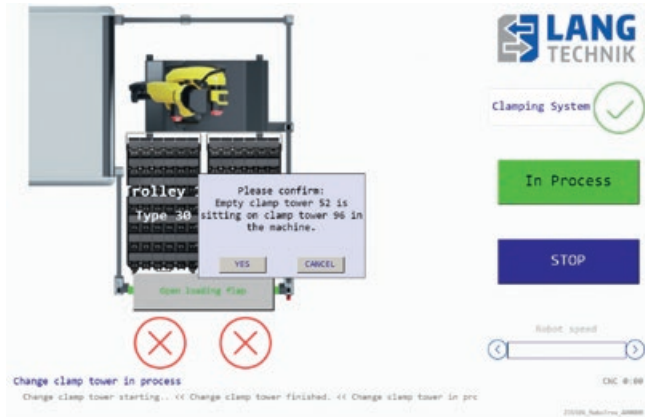 LANG
TECHNIK
Clamping System
In Process
Trolley
Type 30
Please confirm:
Empty clamp tower 52 is
sitting on clamp tower 96 in
the machine.
YES
CANCEL
STOP
Open loading flap
Robot speed
Change clamp tower in process
CNC 0:00
Change clamp tower starting.. << Change clamp tower finished. << Change clamp tower in prc